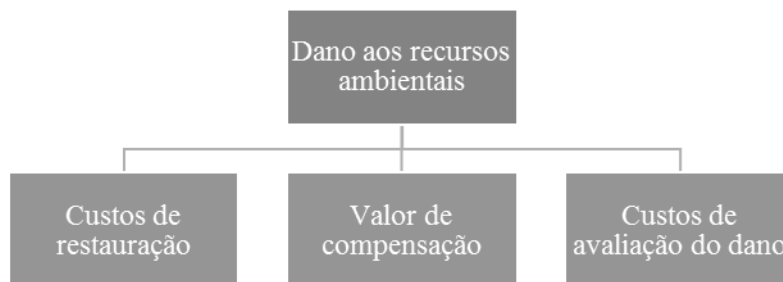 Dano aos recursos
ambientais
Custos de
restauração
Valor de
compensação
Custos de
avaliação do dano